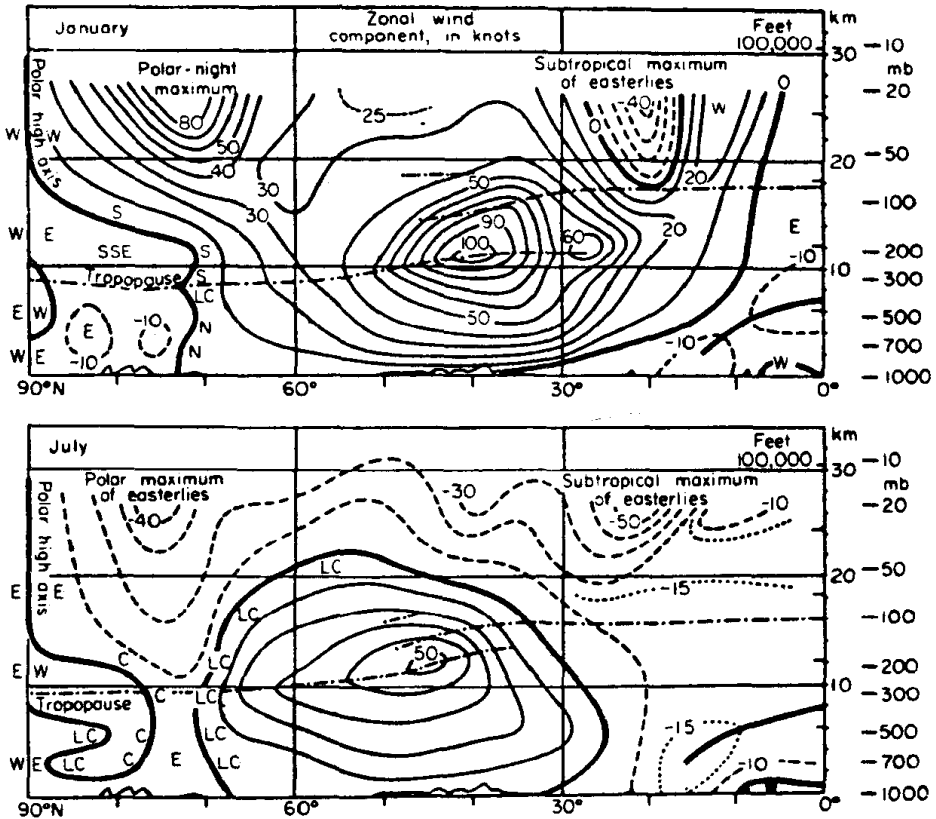 January
Zonal wind
component, in knots
Feet
100,000
km
30
-10
mb
Polar-night
maximum
Subtropical maximum
of easterlies
Polar high axis
-20
80
50
40
25
0
-40
W
0
W
W
20
-50
30
30
50
20
-100
S
90
W
E
SSE
S
100
60
20
E
-200
Tropopause
S
10
-10
-300
LC
E
W
E
-10
50
-500
N
-10
-10
N
-700
W
E
W
-1000
90°N
60°
30°
0°
July
Feet
100,000
km
30
-10
mb
Polar maximum
of easterlies
-30
Subtropical maximum
of easterlies
-20
Polar high axis
-40
-50
-10
LC
20
-50
E
E
-15
LC
-100
E
W
C
LC
50
-200
C
LC
10
-300
Tropopause
LC
C
LC
-15
-500
W
E
LC
C
E
LC
-10
-700
-1000
90°N
60°
30°
0°